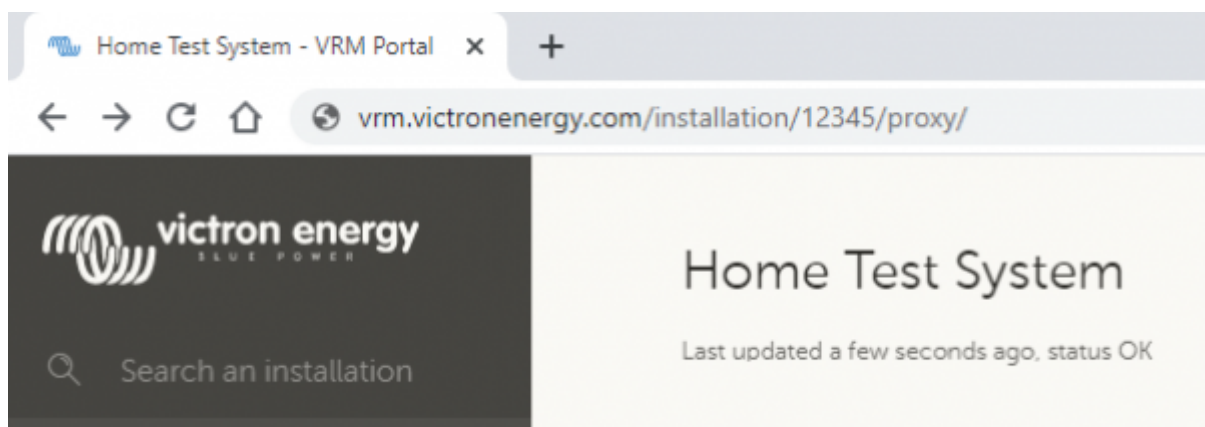 Home Test System - VRM Portal
vrm.victronenergy.com/installation/12345/proxy/
victron energy
BLUE POWER
Home Test System
Last updated a few seconds ago, status OK
Search an installation